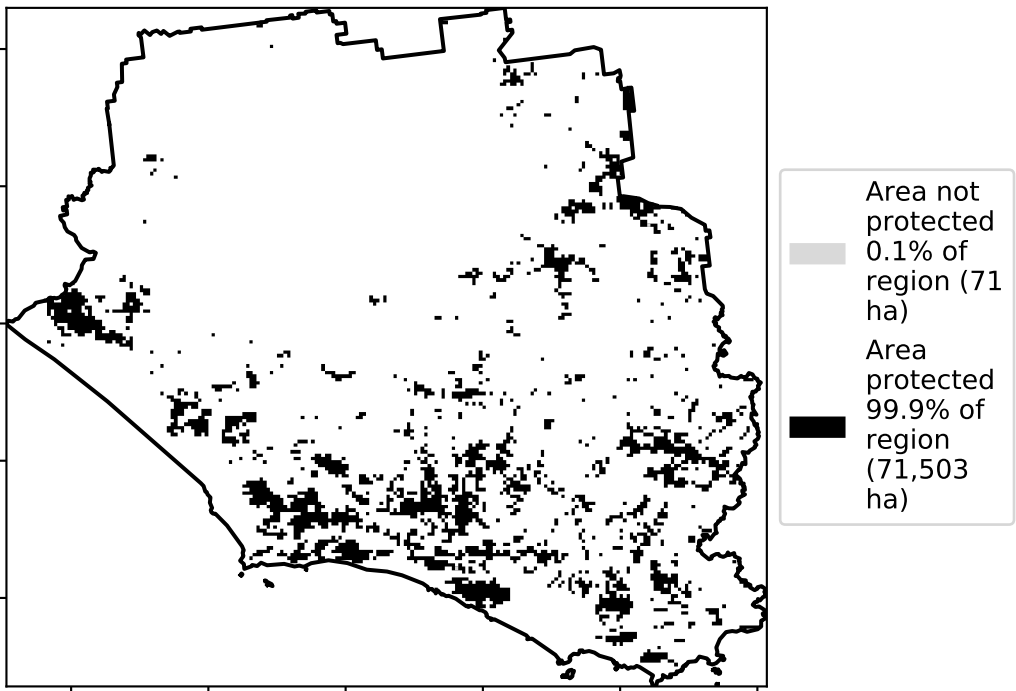 Area not
protected
0.1% of
region (71
ha)
Area
protected
99.9% of
region
(71,503
ha)